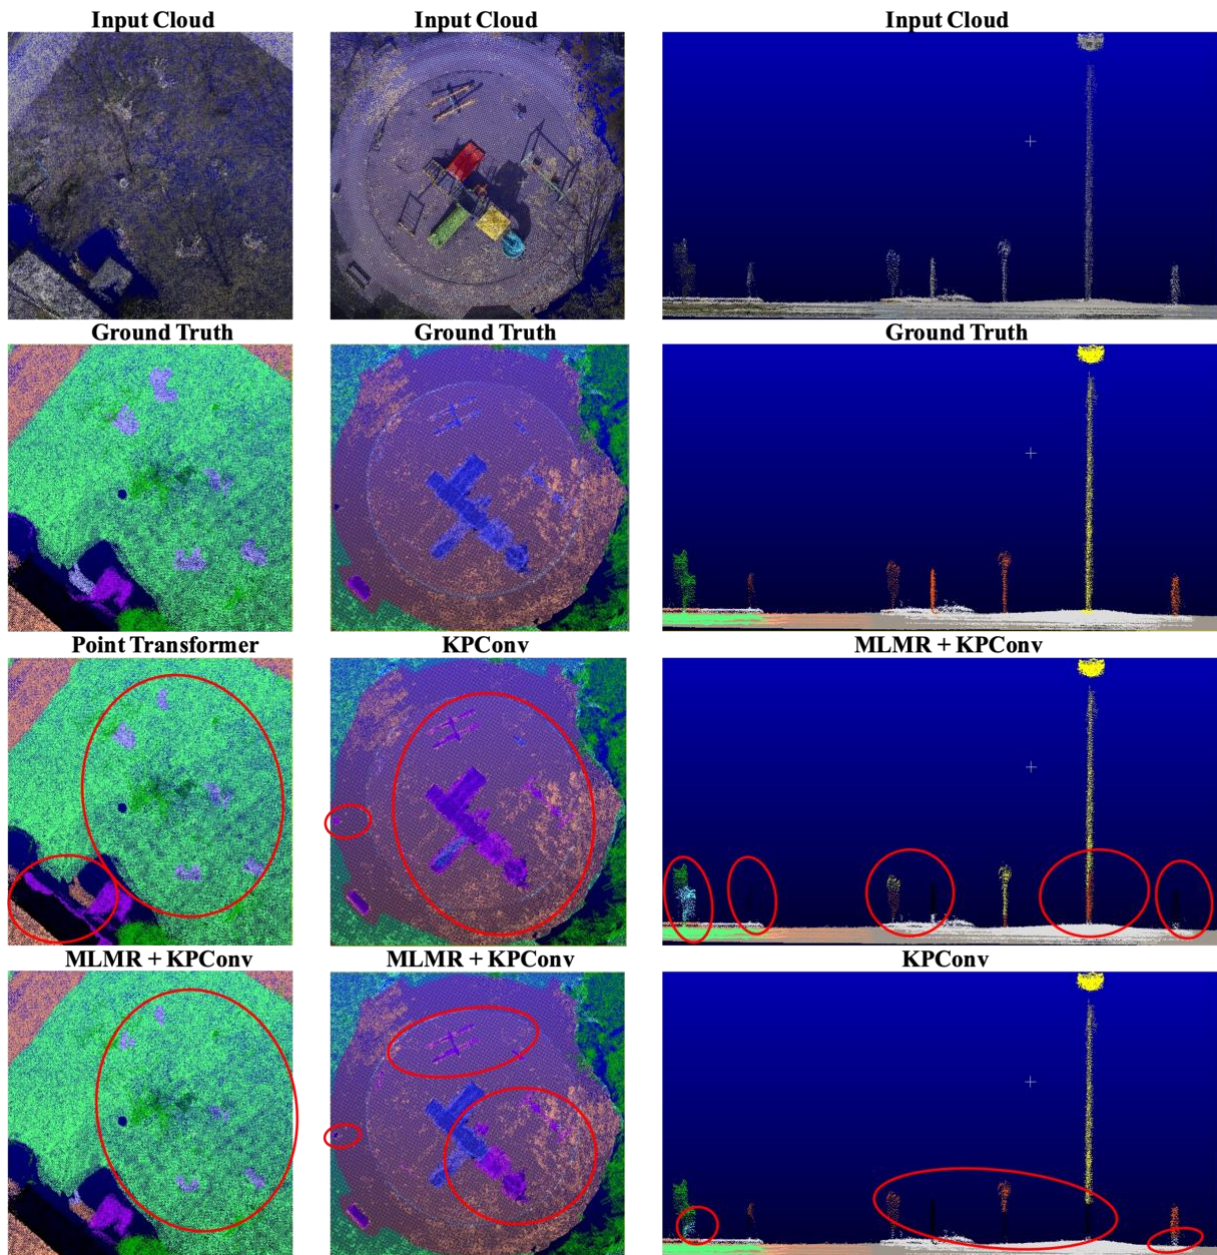 Input Cloud
Input Cloud
Input Cloud
Ground Truth
Ground Truth
Ground Truth
Point Transformer
KPConv
MLMR + KPConv
MLMR + KPConv
MLMR + KPConv
KPConv